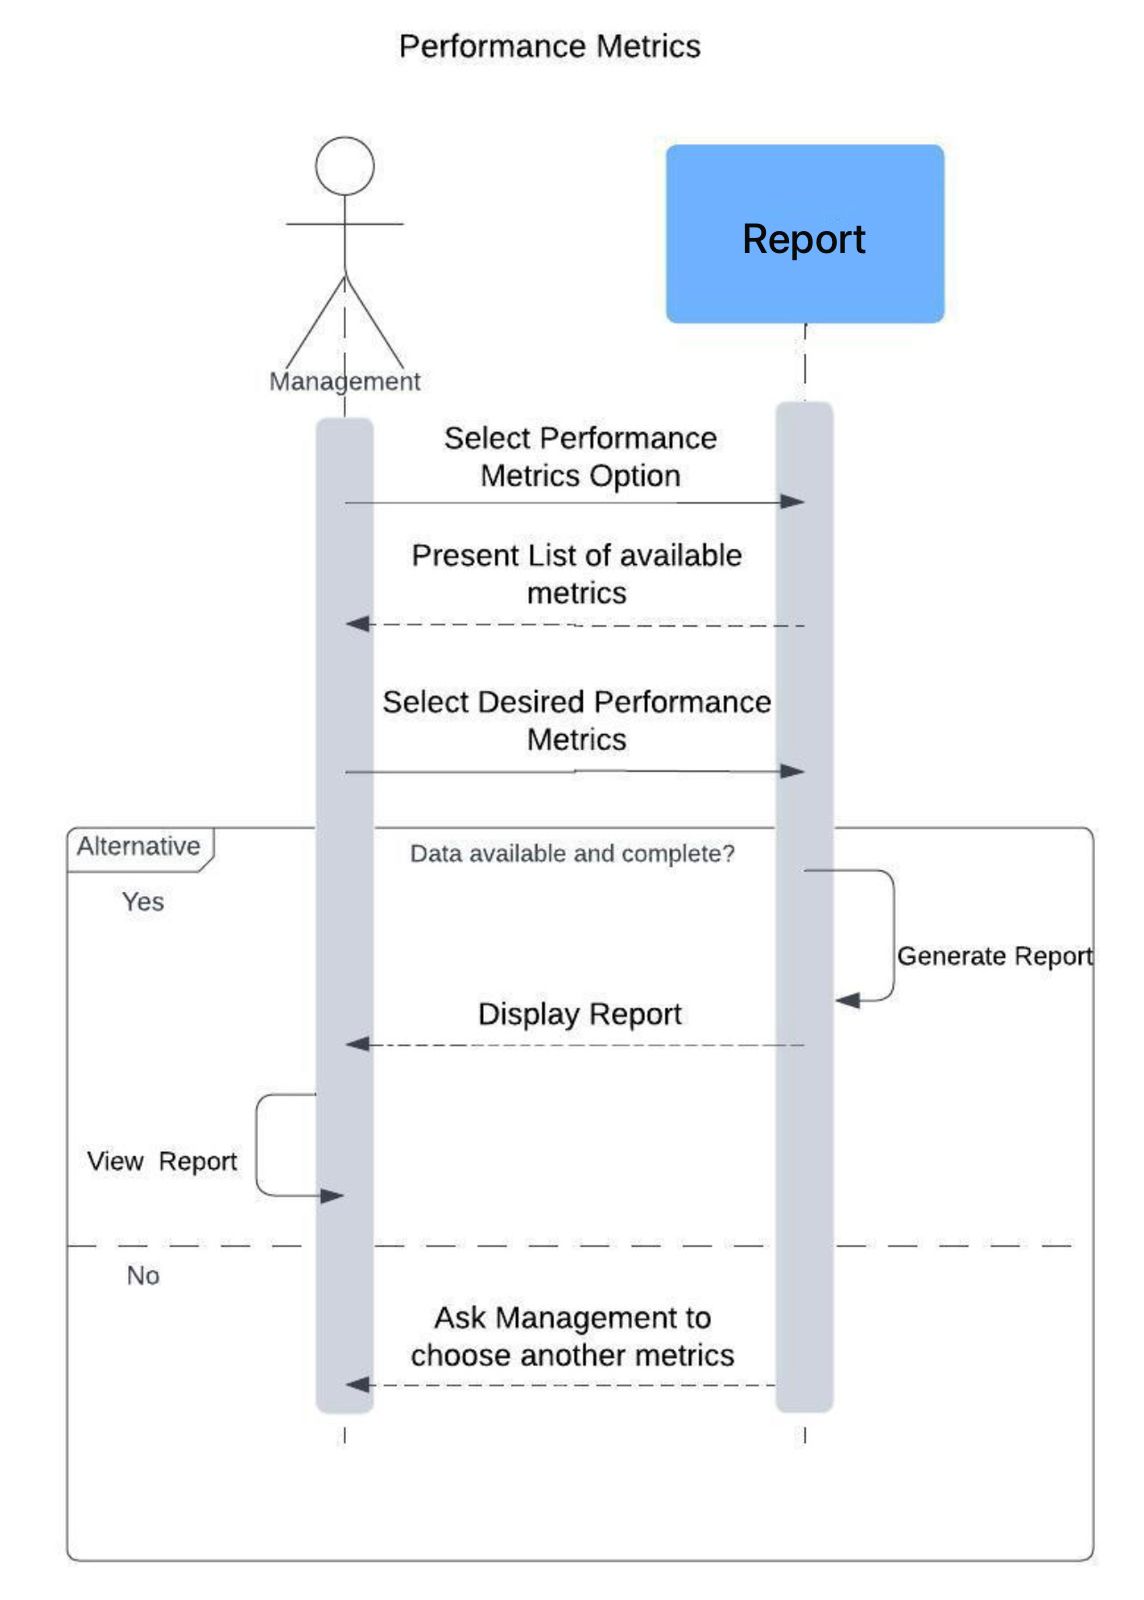 Performance Metrics
Report
Management
Select Performance
Metrics Option
Present List of available
metrics
Select Desired Performance
Metrics
Alternative
Data available and complete?
Yes
Generate Report
Display Report
View Report
No
Ask Management to
choose another metrics